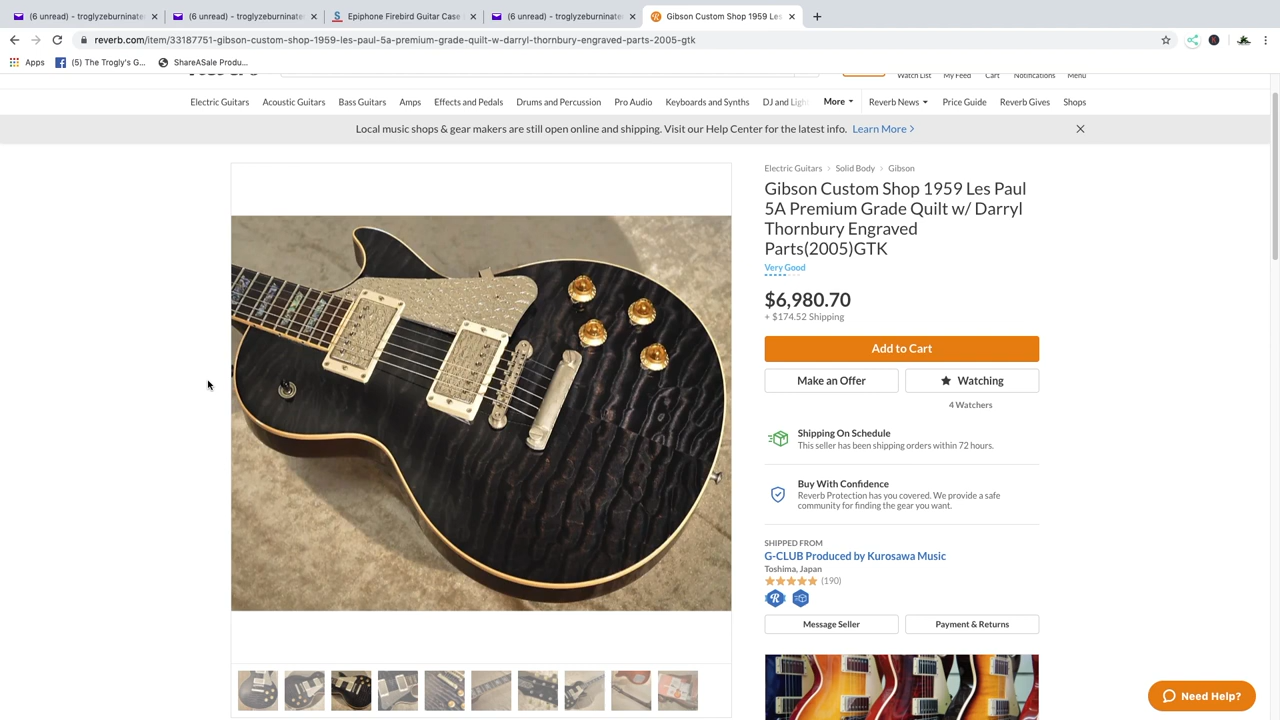 (6 unread) - troglyzeburninate
(6 unread) - troglyzeburninate
Epiphone Firebird Guitar Case
(6 unread) - troglyzeburninate
Gibson Custom Shop 1959 Les
reverb.com/item/33187751-gibson-custom-shop-1959-les-paul-5a-premium-grade-quilt-w-darryl-thornbury-engraved-parts-2005-gtk
Apps
(5) The Trogly's G...
ShareASale Produ...
Watch List
My Feed
Cart
Notifications
Menu
Electric Guitars
Acoustic Guitars
Bass Guitars
Amps
Effects and Pedals
Drums and Percussion
Pro Audio
Keyboards and Synths
DJ and Ligh
More
Reverb News
Price Guide
Reverb Gives
Shops
Local music shops & gear makers are still open online and shipping. Visit our Help Center for the latest info. Learn More >
Electric Guitars > Solid Body > Gibson
Gibson Custom Shop 1959 Les Paul
5A Premium Grade Quilt w/ Darryl
Thornbury Engraved
Parts(2005)GTK
Very Good
$6,980.70
+ $174.52 Shipping
Add to Cart
Make an Offer
Watching
4 Watchers
Shipping On Schedule
This seller has been shipping orders within 72 hours.
Buy With Confidence
Reverb Protection has you covered. We provide a safe
community for finding the gear you want.
SHIPPED FROM
G-CLUB Produced by Kurosawa Music
Toshima, Japan
(190)
Message Seller
Payment & Returns
Need Help?